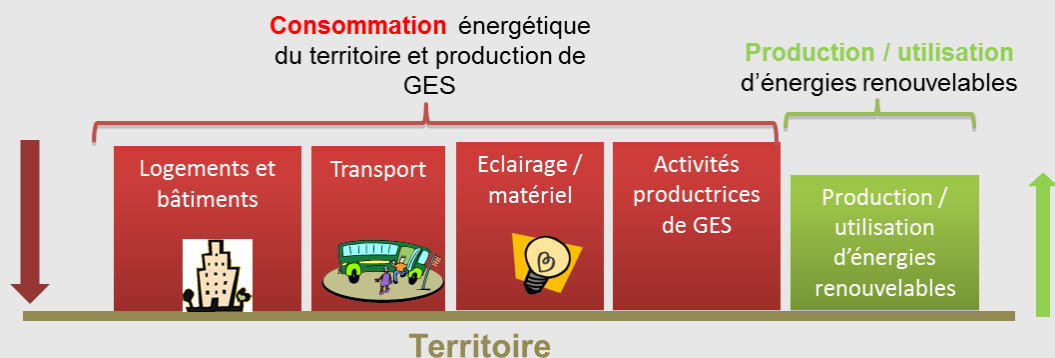 Consommation énergétique
du territoire et production de
GES
Production / utilisation
d’énergies renouvelables
Logements et
bâtiments
Transport
Eclairage /
matériel
Activités
productrices
de GES
Production /
utilisation
d’énergies
renouvelables
Territoire